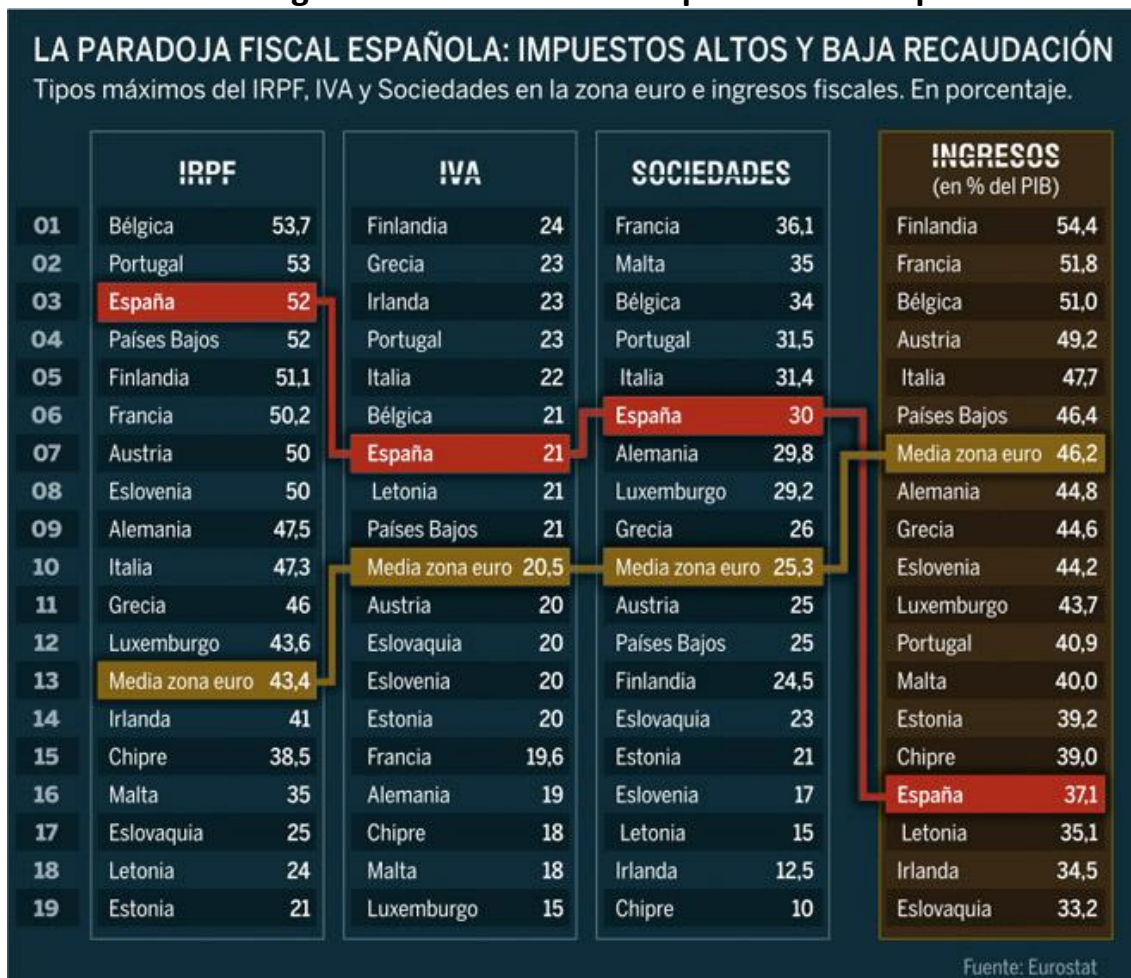 LA PARADOJA FISCAL ESPAÑOLA: IMPUESTOS ALTOS Y BAJA RECAUDACIÓN
Tipos máximos del IRPF, IVA y Sociedades en la zona euro e ingresos fiscales. En porcentaje.
IRPF IVA SOCIEDADES INGRESOS
(en % del PIB)
01 Bélgica 53,7 Finlandia 24 Francia 36,1 Finlandia 54,4
02 Portugal 53 Grecia 23 Malta 35 Francia 51,8
03 España 52 Irlanda 23 Bélgica 34 Bélgica 51,0
04 Países Bajos 52 Portugal 23 Portugal 31,5 Austria 49,2
05 Finlandia 51,1 Italia 22 Italia 31,4 Italia 47,7
06 Francia 50,2 Bélgica 21 España 30 Países Bajos 46,4
07 Austria 50 España 21 Alemania 29,8 Media zona euro 46,2
08 Eslovenia 50 Letonia 21 Luxemburgo 29,2 Alemania 44,8
09 Alemania 47,5 Países Bajos 21 Grecia 26 Grecia 44,6
10 Italia 47,3 Media zona euro 20,5 Media zona euro 25,3 Eslovenia 44,2
11 Grecia 46 Austria 20 Austria 25 Luxemburgo 43,7
12 Luxemburgo 43,6 Eslovaquia 20 Países Bajos 25 Portugal 40,9
13 Media zona euro 43,4 Eslovenia 20 Finlandia 24,5 Malta 40,0
14 Irlanda 41 Estonia 20 Eslovaquia 23 Estonia 39,2
15 Chipre 38,5 Francia 19,6 Estonia 21 Chipre 39,0
16 Malta 35 Alemania 19 Eslovenia 17 España 37,1
17 Eslovaquia 25 Chipre 18 Letonia 15 Letonia 35,1
18 Letonia 24 Malta 18 Irlanda 12,5 Irlanda 34,5
19 Estonia 21 Luxemburgo 15 Chipre 10 Eslovaquia 33,2
Fuente: Eurostat